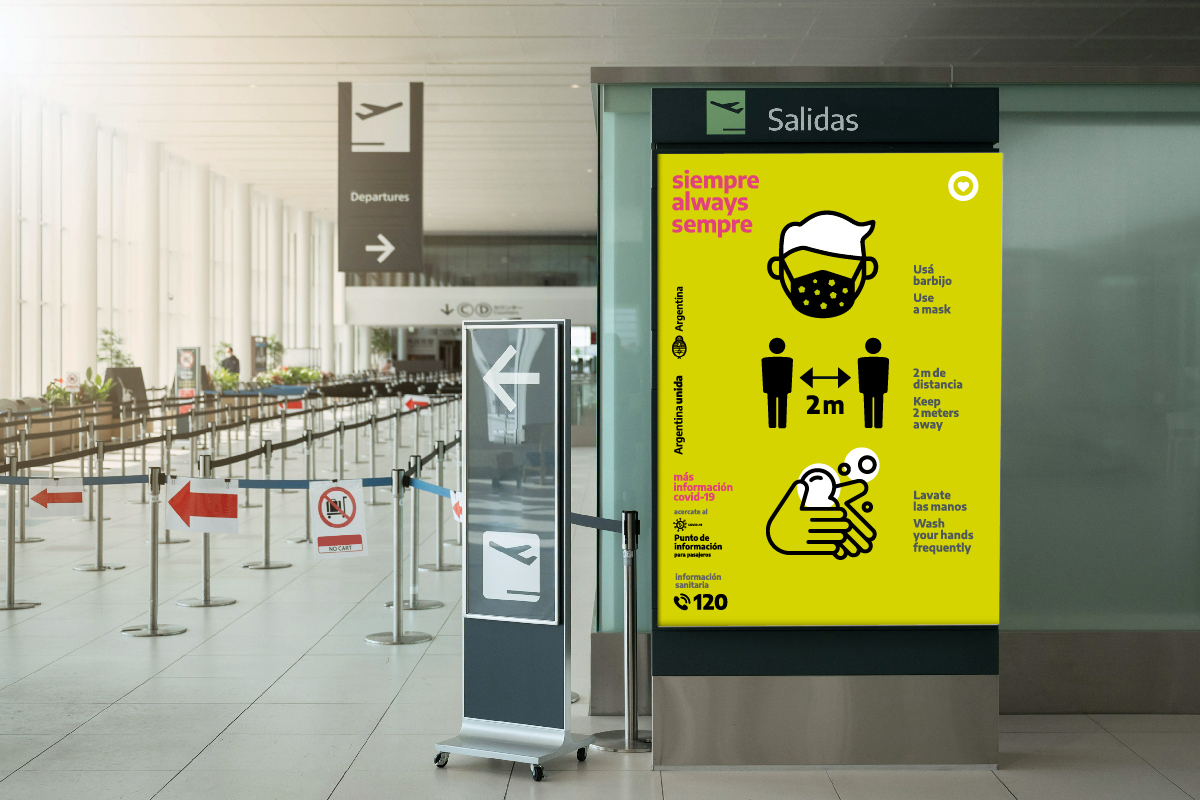 Salidas
Departures
C D
NO CART
siempre
always
sempre
Usá
barbijo
Use
a mask
Argentina
Argentina unida
2m
2m de
distancia
Keep
2 meters
away
más
información
covid-19
acercate al
Punto de
información
para pasajeros
información
sanitaria
120
Lavate
las manos
Wash
your hands
frequently